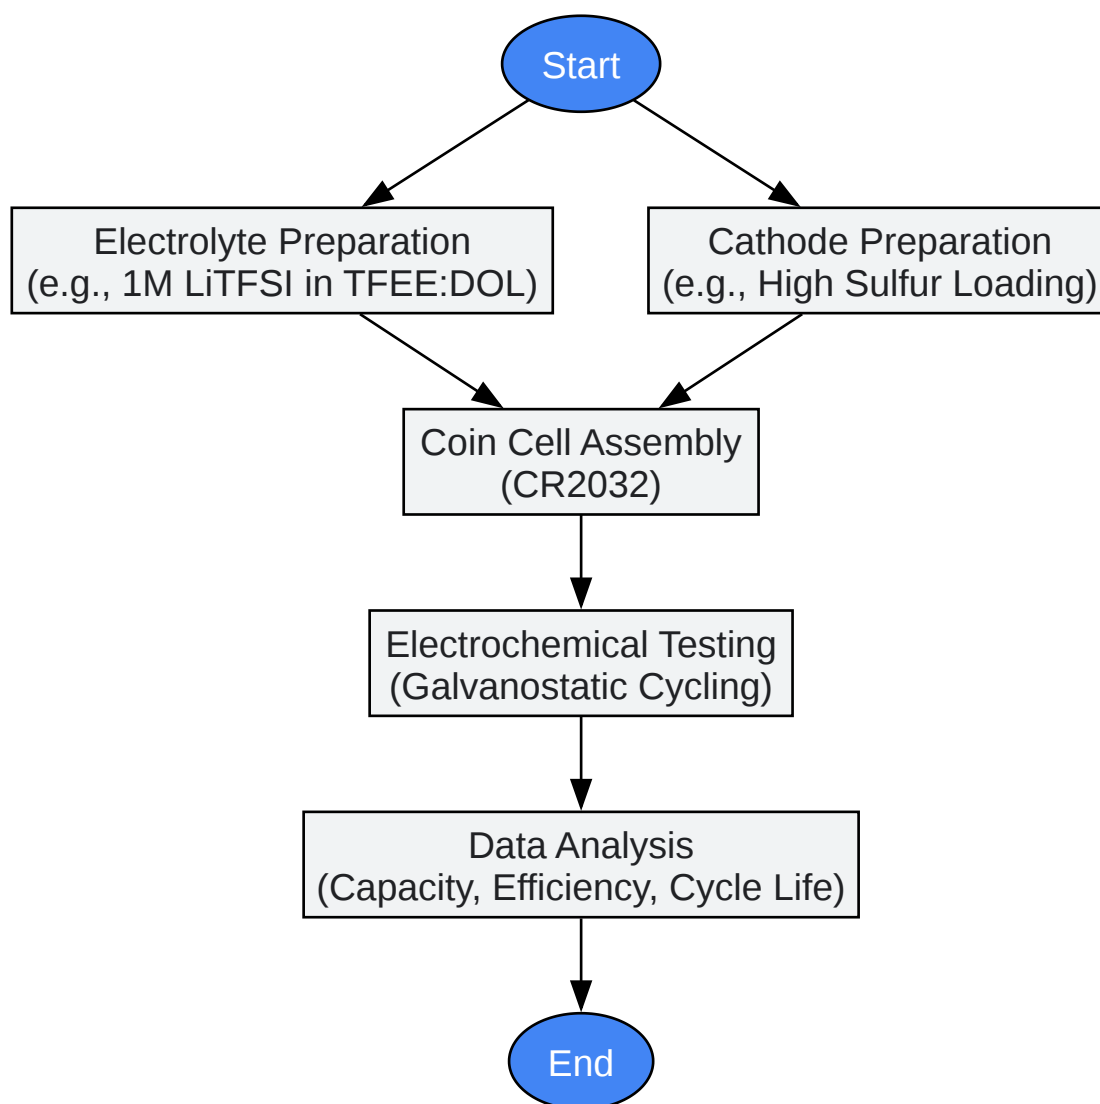 Start
Electrolyte Preparation
(e.g., 1M LiTFSI in TFEE:DOL)
Cathode Preparation
(e.g., High Sulfur Loading)
Coin Cell Assembly
(CR2032)
Electrochemical Testing
(Galvanostatic Cycling)
Data Analysis
(Capacity, Efficiency, Cycle Life)
End